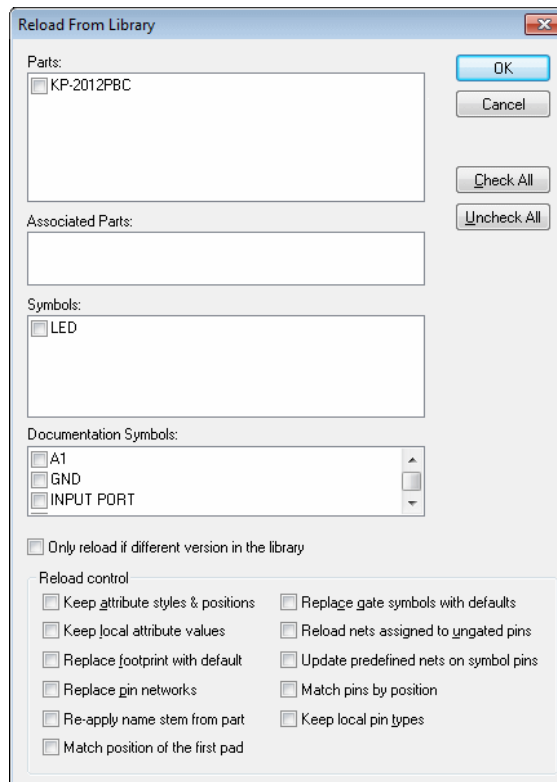 Reload From Library
Parts:
KP-2012PBC
OK
Cancel
Check All
Uncheck All
Associated Parts:
Symbols:
LED
Documentation Symbols:
A1
GND
INPUT PORT
Only reload if different version in the library
Reload control
Keep attribute styles & positions
Replace gate symbols with defaults
Keep local attribute values
Reload nets assigned to ungated pins
Replace footprint with default
Update predefined nets on symbol pins
Replace pin networks
Match pins by position
Re-apply name stem from part
Keep local pin types
Match position of the first pad